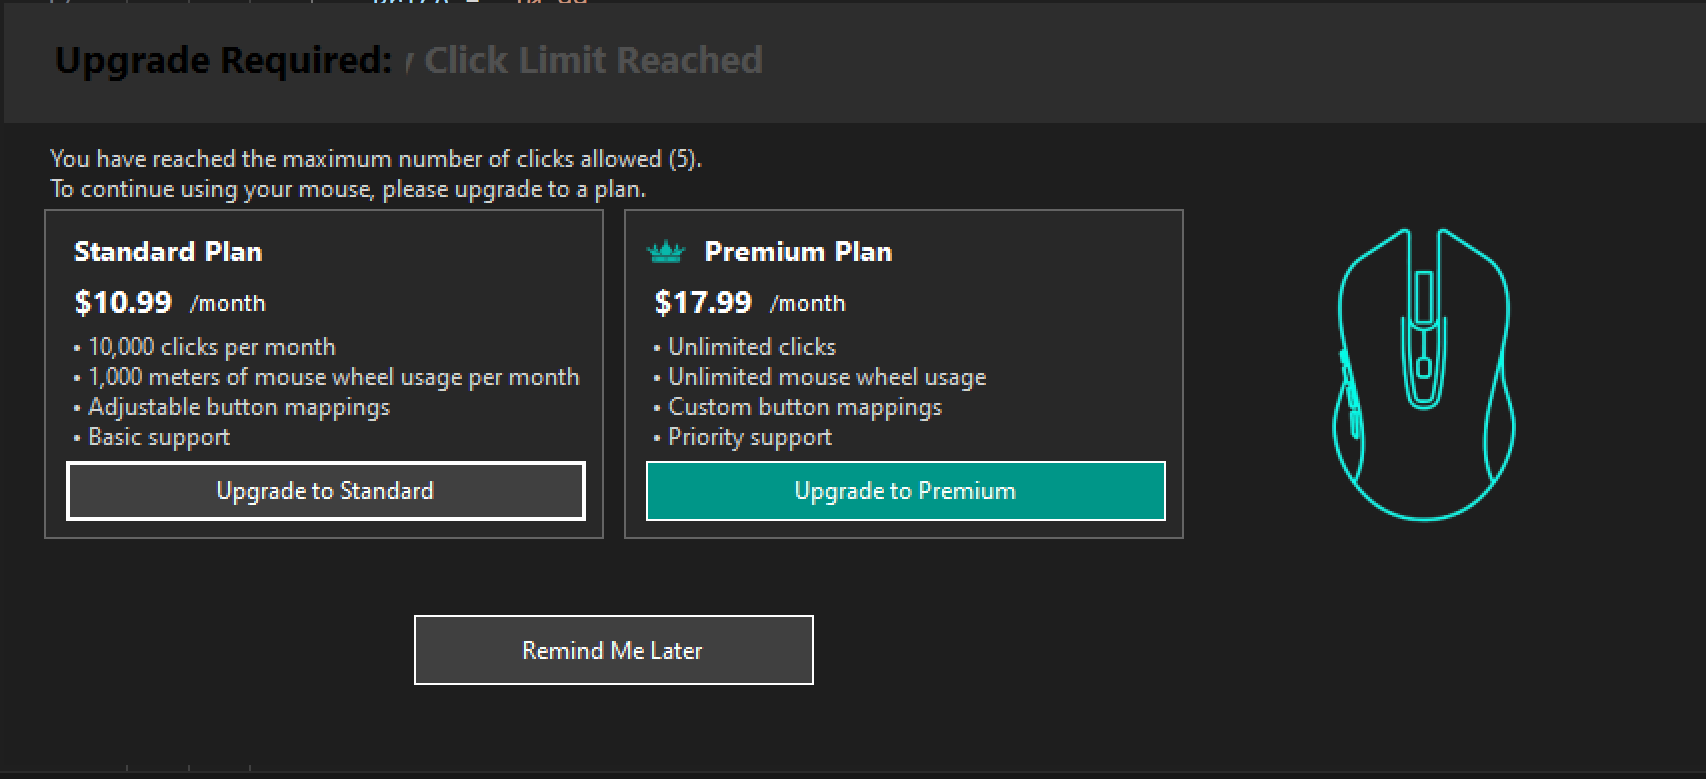 Upgrade Required: y Click Limit Reached
You have reached the maximum number of clicks allowed (5).
To continue using your mouse, please upgrade to a plan.
Standard Plan
$10.99 /month
• 10,000 clicks per month
• 1,000 meters of mouse wheel usage per month
• Adjustable button mappings
• Basic support
Upgrade to Standard
Premium Plan
$17.99 /month
• Unlimited clicks
• Unlimited mouse wheel usage
• Custom button mappings
• Priority support
Upgrade to Premium
Remind Me Later